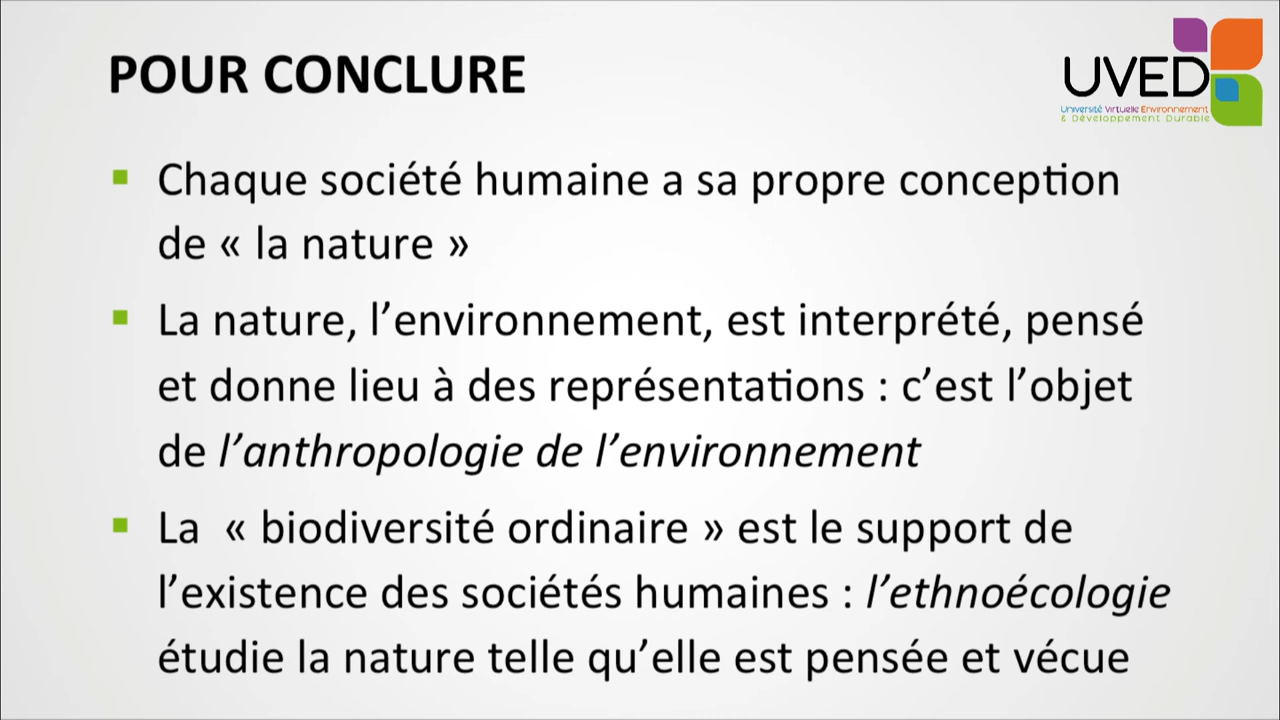 POUR CONCLURE
UVED
Université Virtuelle Environnement
& Développement Durable
▪ Chaque société humaine a sa propre conception
de « la nature »
▪ La nature, l’environnement, est interprété, pensé
et donne lieu à des représentations : c’est l’objet
de l’anthropologie de l’environnement
▪ La « biodiversité ordinaire » est le support de
l’existence des sociétés humaines : l’ethnoécologie
étudie la nature telle qu’elle est pensée et vécue